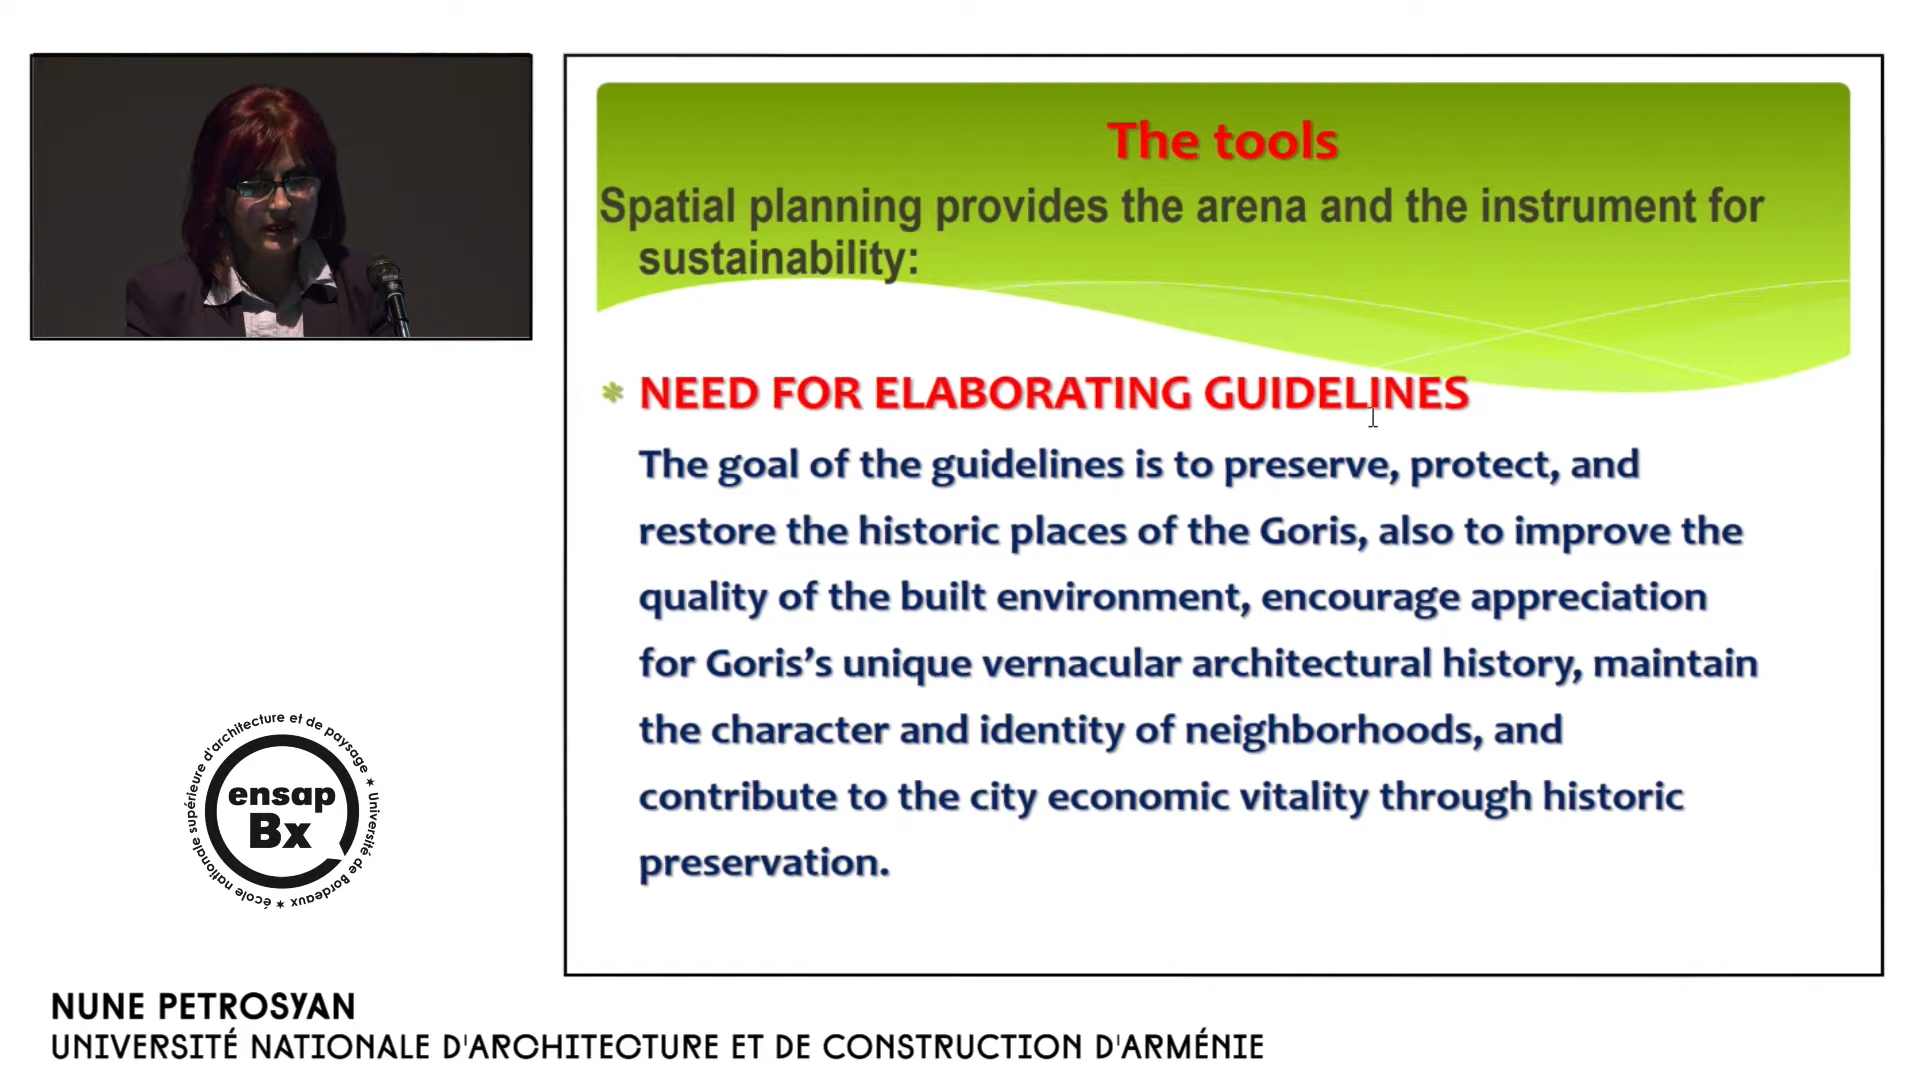 The tools
Spatial planning provides the arena and the instrument for
sustainability:
NEED FOR ELABORATING GUIDELINES
The goal of the guidelines is to preserve, protect, and
restore the historic places of the Goris, also to improve the
quality of the built environment, encourage appreciation
for Goris’s unique vernacular architectural history, maintain
the character and identity of neighborhoods, and
contribute to the city economic vitality through historic
preservation.
école nationale supérieure d'architecture et de paysage * Université de Bordeaux *
ensap
Bx
NUNE PETROSYAN
UNIVERSITÉ NATIONALE D'ARCHITECTURE ET DE CONSTRUCTION D'ARMÉNIE